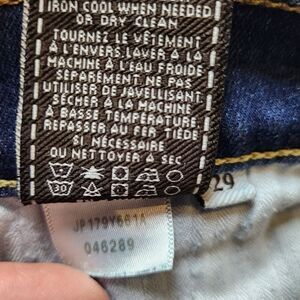 IRON COOL WHEN NEEDED
OR DRY CLEAN
TOURNEZ LE VÊTEMENT
À L'ENVERS, LAVER À LA
MACHINE À L'EAU FROIDE
SÉPARÉMENT NE PAS
UTILISER DE JAVELLISANT
SÉCHER À LA MACHINE
À BASSE TEMPÉRATURE
REPASSER AU FER TIÈDE
SI NÉCESSAIRE
OU NETTOYER À SEC
30
29
046289